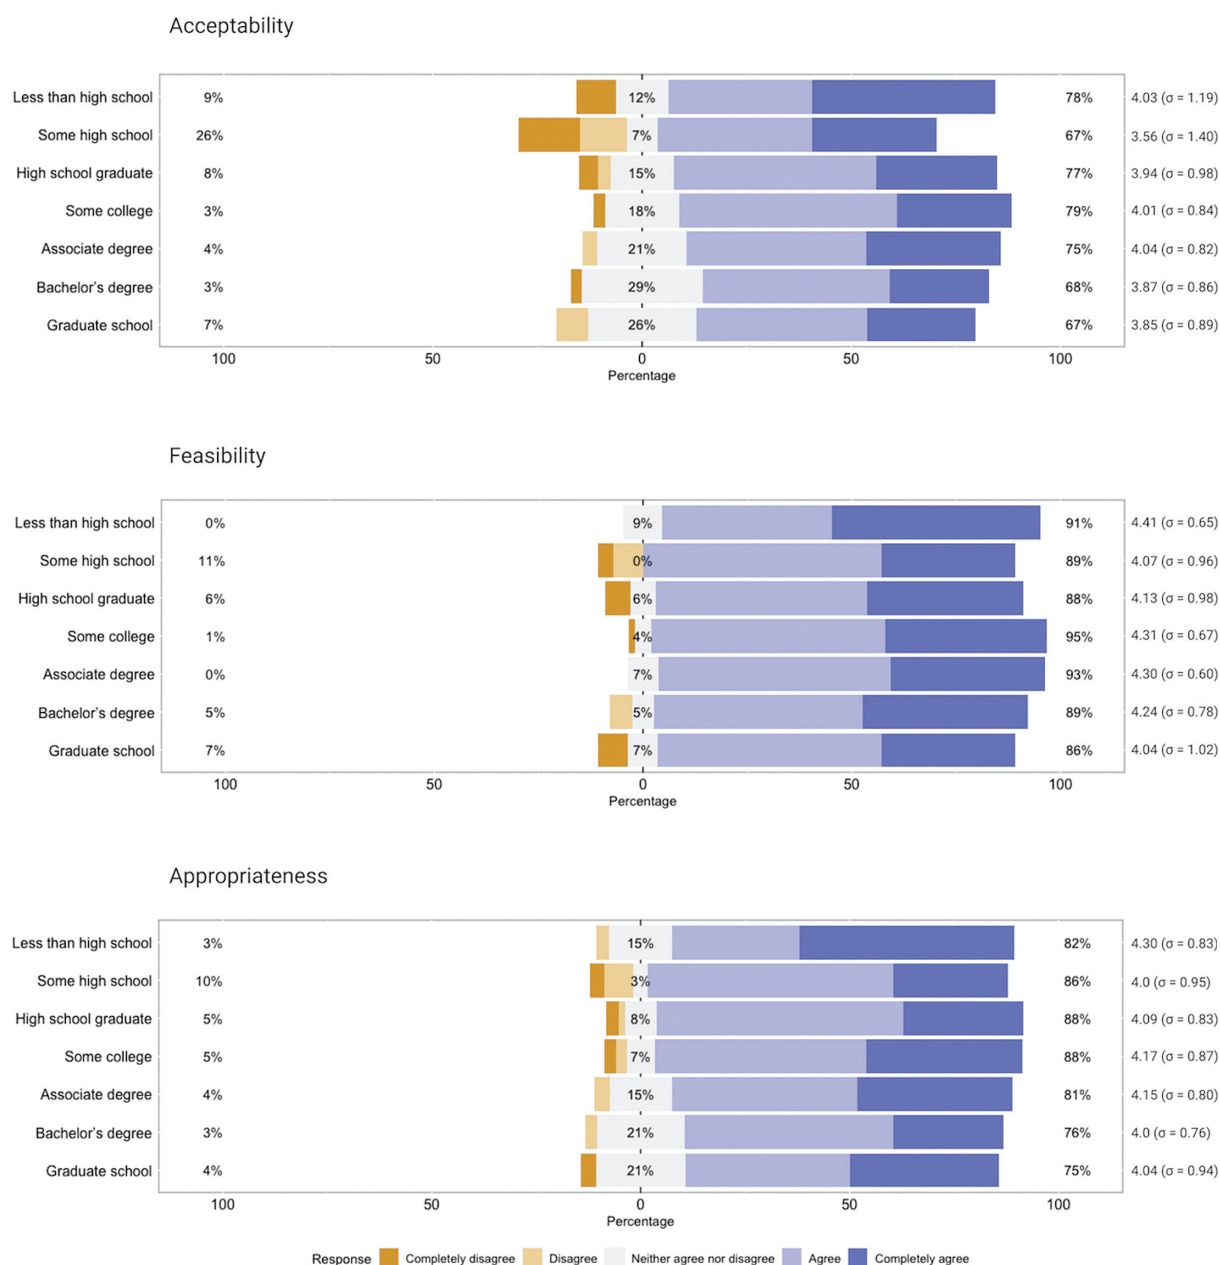 Acceptability
Less than high school 9% 12% 78% 4.03 (σ = 1.19)
Some high school 26% 7% 67% 3.56 (σ = 1.40)
High school graduate 8% 15% 77% 3.94 (σ = 0.98)
Some college 3% 18% 79% 4.01 (σ = 0.84)
Associate degree 4% 21% 75% 4.04 (σ = 0.82)
Bachelor's degree 3% 29% 68% 3.87 (σ = 0.86)
Graduate school 7% 26% 67% 3.85 (σ = 0.89)
100 50 0 50 100
Percentage
Feasibility
Less than high school 0% 9% 91% 4.41 (σ = 0.65)
Some high school 11% 0% 89% 4.07 (σ = 0.96)
High school graduate 6% 6% 88% 4.13 (σ = 0.98)
Some college 1% 4% 95% 4.31 (σ = 0.67)
Associate degree 0% 7% 93% 4.30 (σ = 0.60)
Bachelor's degree 5% 5% 89% 4.24 (σ = 0.78)
Graduate school 7% 7% 86% 4.04 (σ = 1.02)
100 50 0 50 100
Percentage
Appropriateness
Less than high school 3% 15% 82% 4.30 (σ = 0.83)
Some high school 10% 3% 86% 4.0 (σ = 0.95)
High school graduate 5% 8% 88% 4.09 (σ = 0.83)
Some college 5% 7% 88% 4.17 (σ = 0.87)
Associate degree 4% 15% 81% 4.15 (σ = 0.80)
Bachelor's degree 3% 21% 76% 4.0 (σ = 0.76)
Graduate school 4% 21% 75% 4.04 (σ = 0.94)
100 50 0 50 100
Percentage
Response Completely disagree Disagree Neither agree nor disagree Agree Completely agree